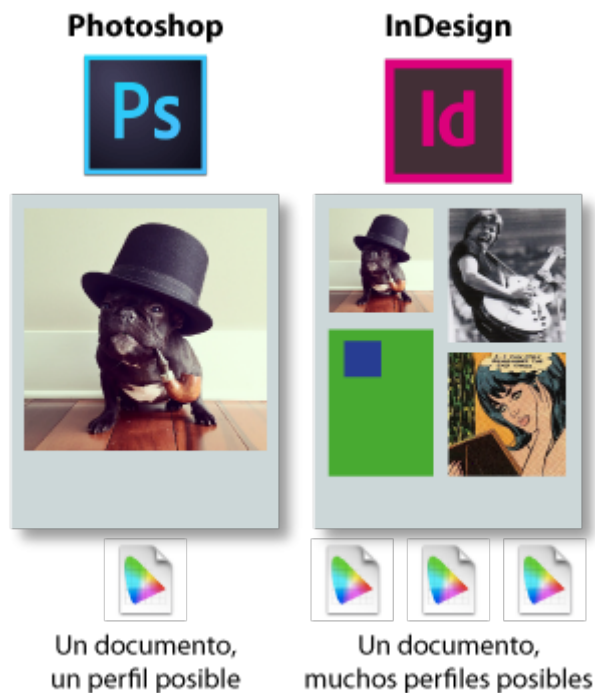 Photoshop
InDesign
Ps
Id
Un documento,
un perfil posible
Un documento,
muchos perfiles posibles